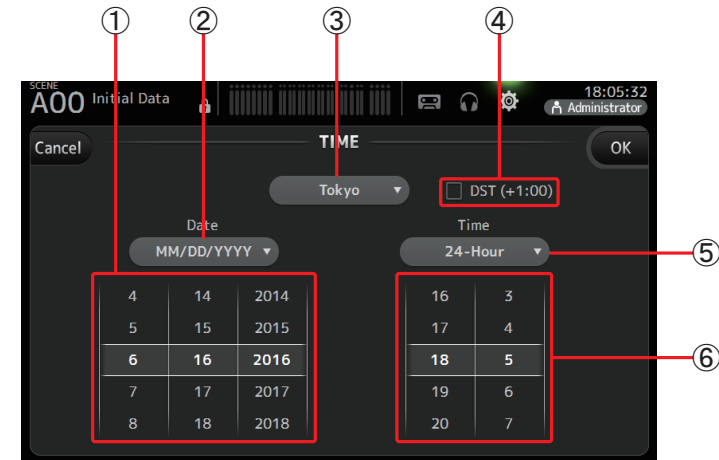 ① ② ③ ④
SCENE
A00 Initial Data 18:05:32
Administrator
Cancel TIME OK
Tokyo ▼ DST (+1:00)
Date Time
MM/DD/YYYY ▼ 24-Hour ▼ ⑤
4 14 2014 16 3
5 15 2015 17 4
6 16 2016 18 5 ⑥
7 17 2017 19 6
8 18 2018 20 7